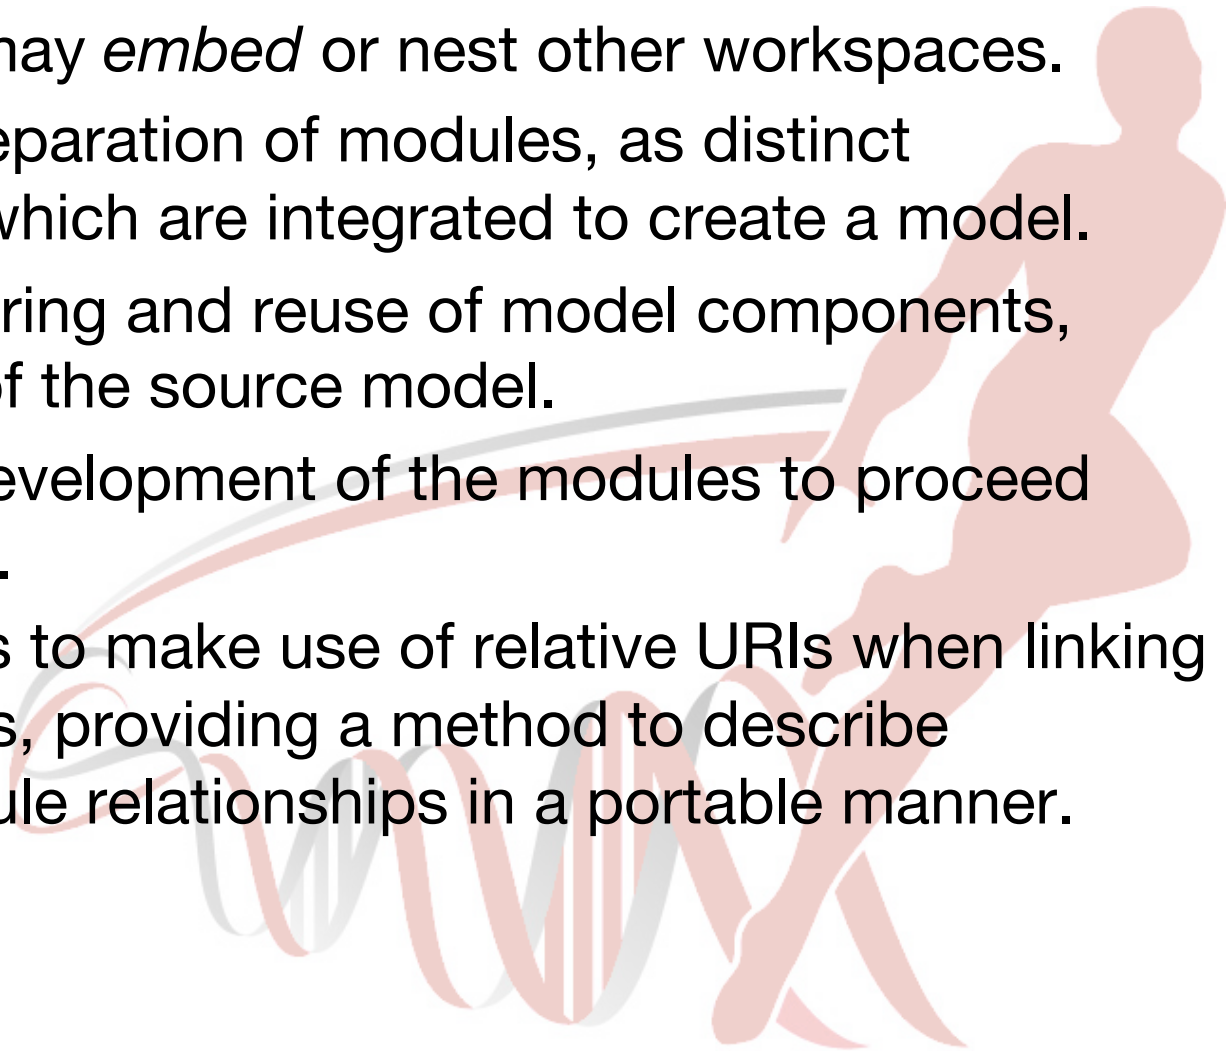 may embed or nest other workspaces.
eparation of modules, as distinct
which are integrated to create a model.
ring and reuse of model components,
of the source model.
evelopment of the modules to proceed
.
s to make use of relative URIs when linking
s, providing a method to describe
ule relationships in a portable manner.